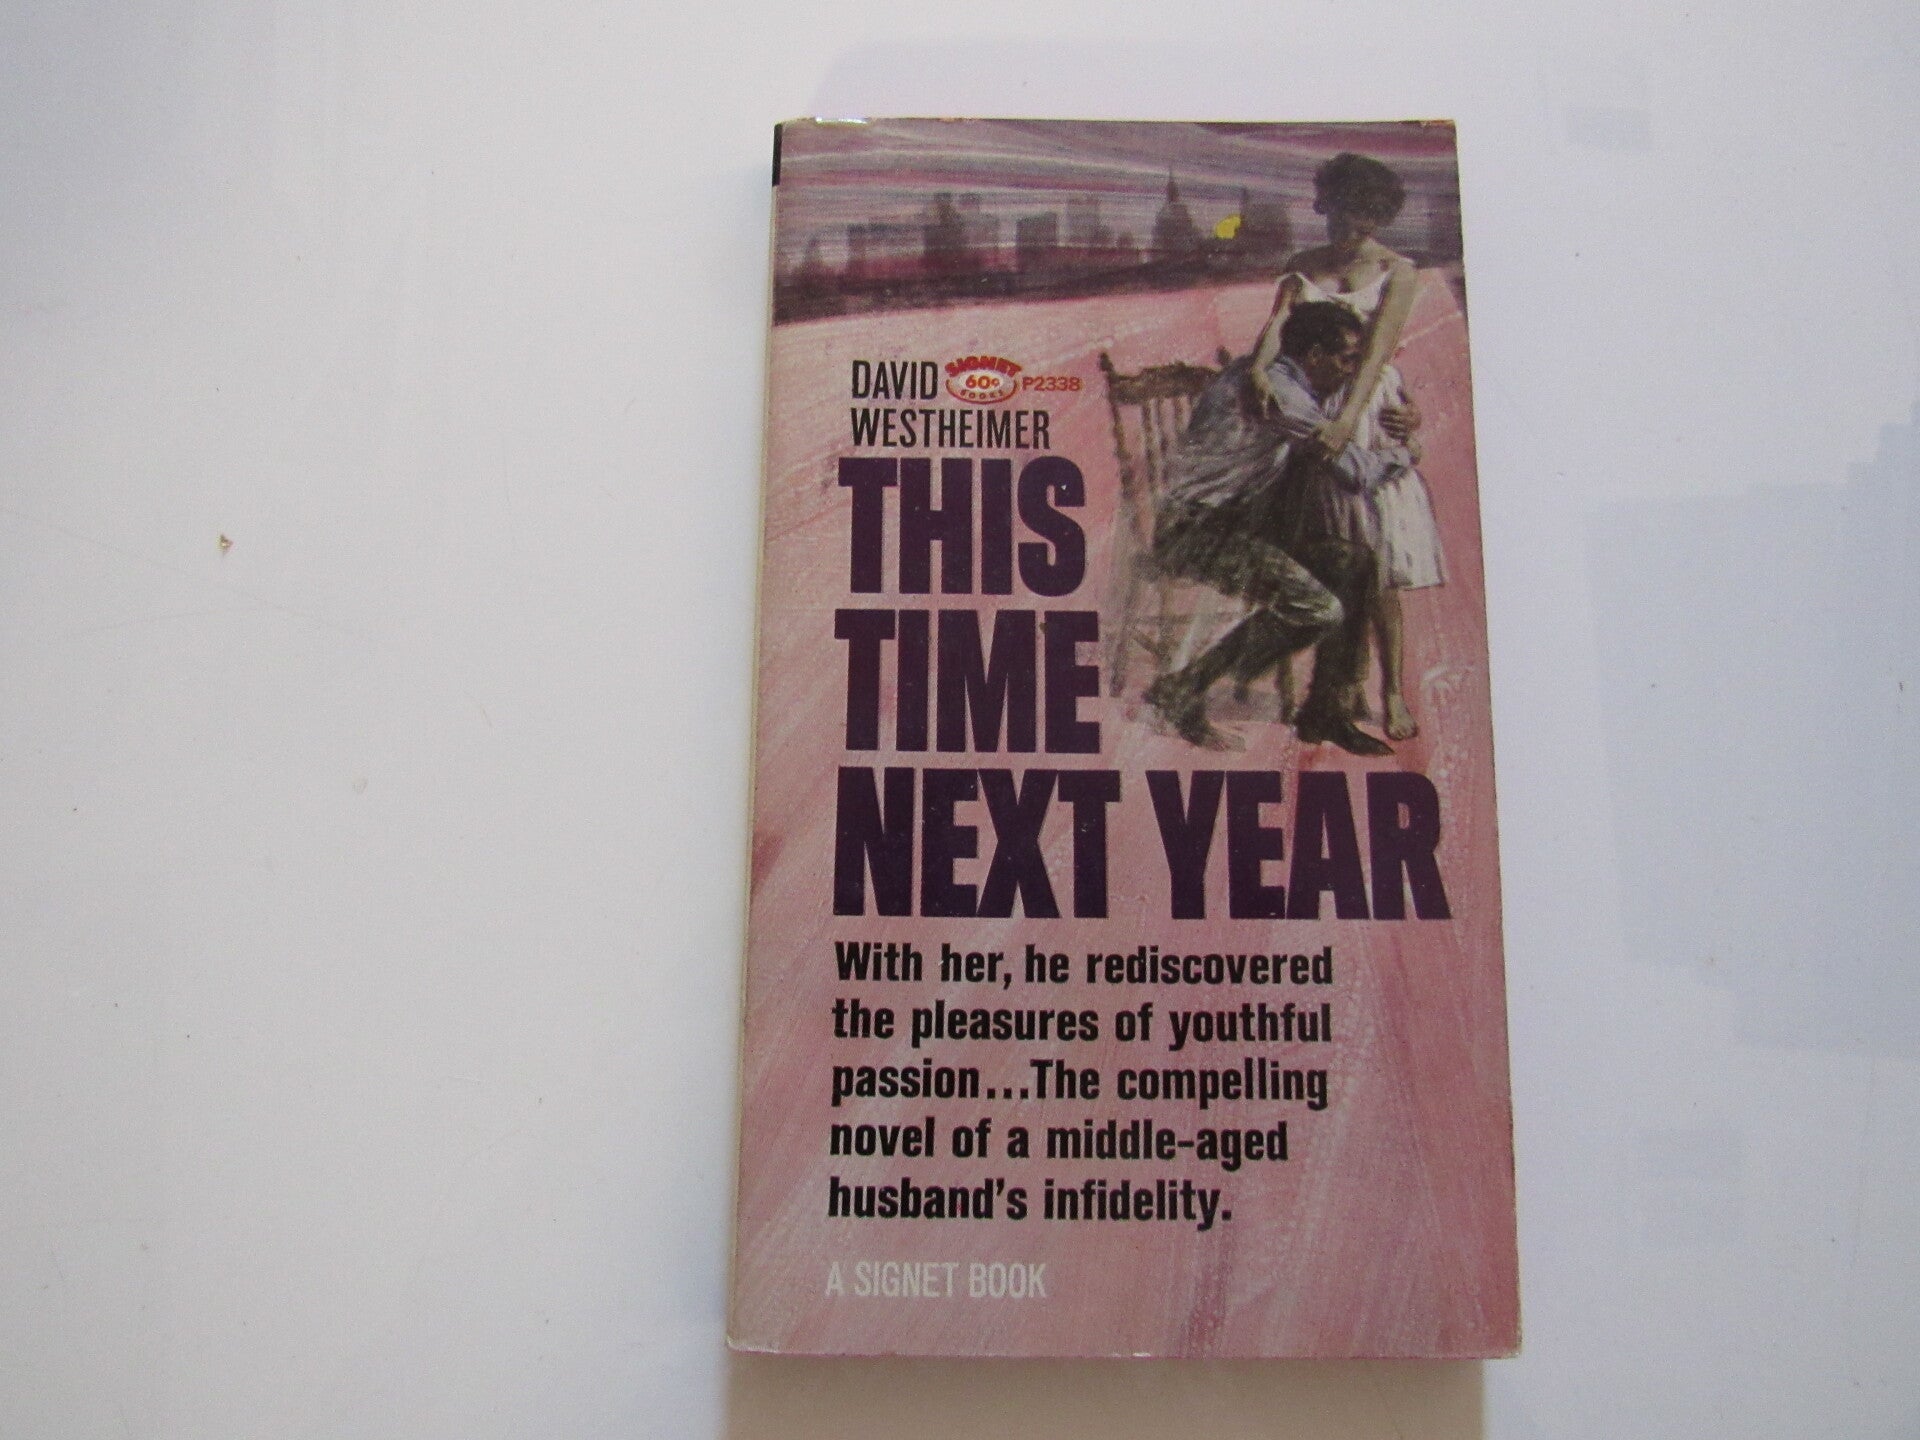 DAVID
SIGNET
60¢
BOOKS
P2338
WESTHEIMER
THIS
TIME
NEXT YEAR
With her, he rediscovered
the pleasures of youthful
passion...The compelling
novel of a middle-aged
husband's infidelity.
A SIGNET BOOK